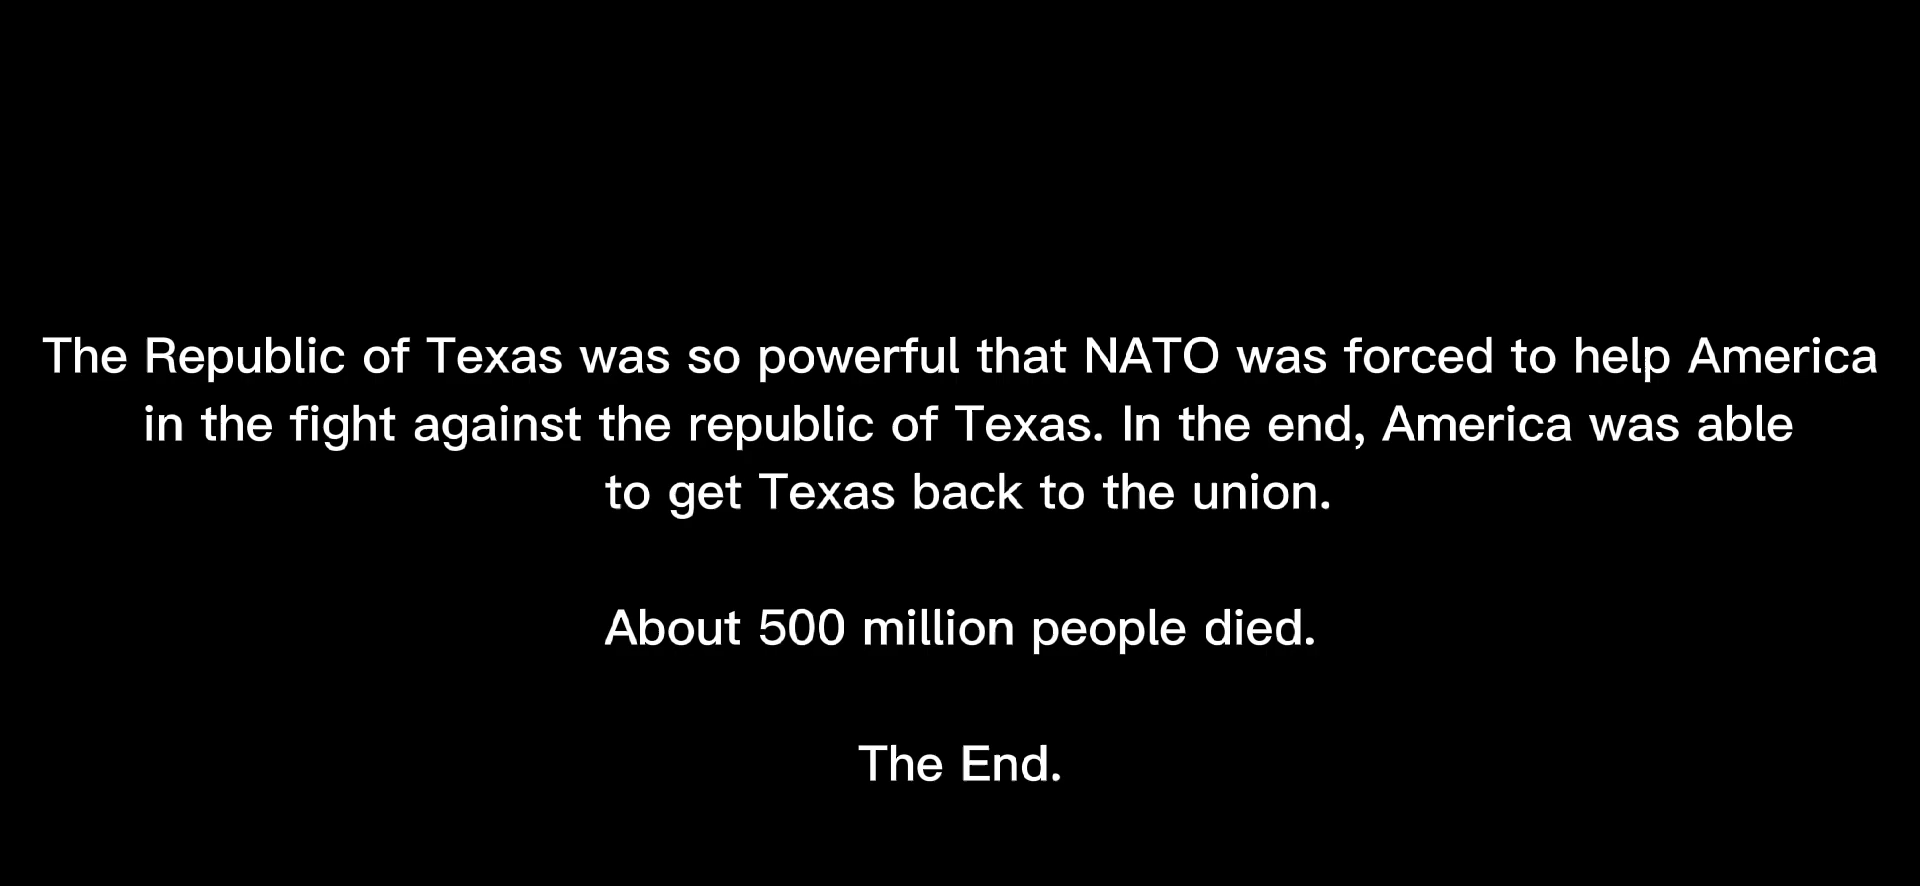 The Republic of Texas was so powerful that NATO was forced to help America
in the fight against the republic of Texas. In the end, America was able
to get Texas back to the union.
About 500 million people died.
The End.